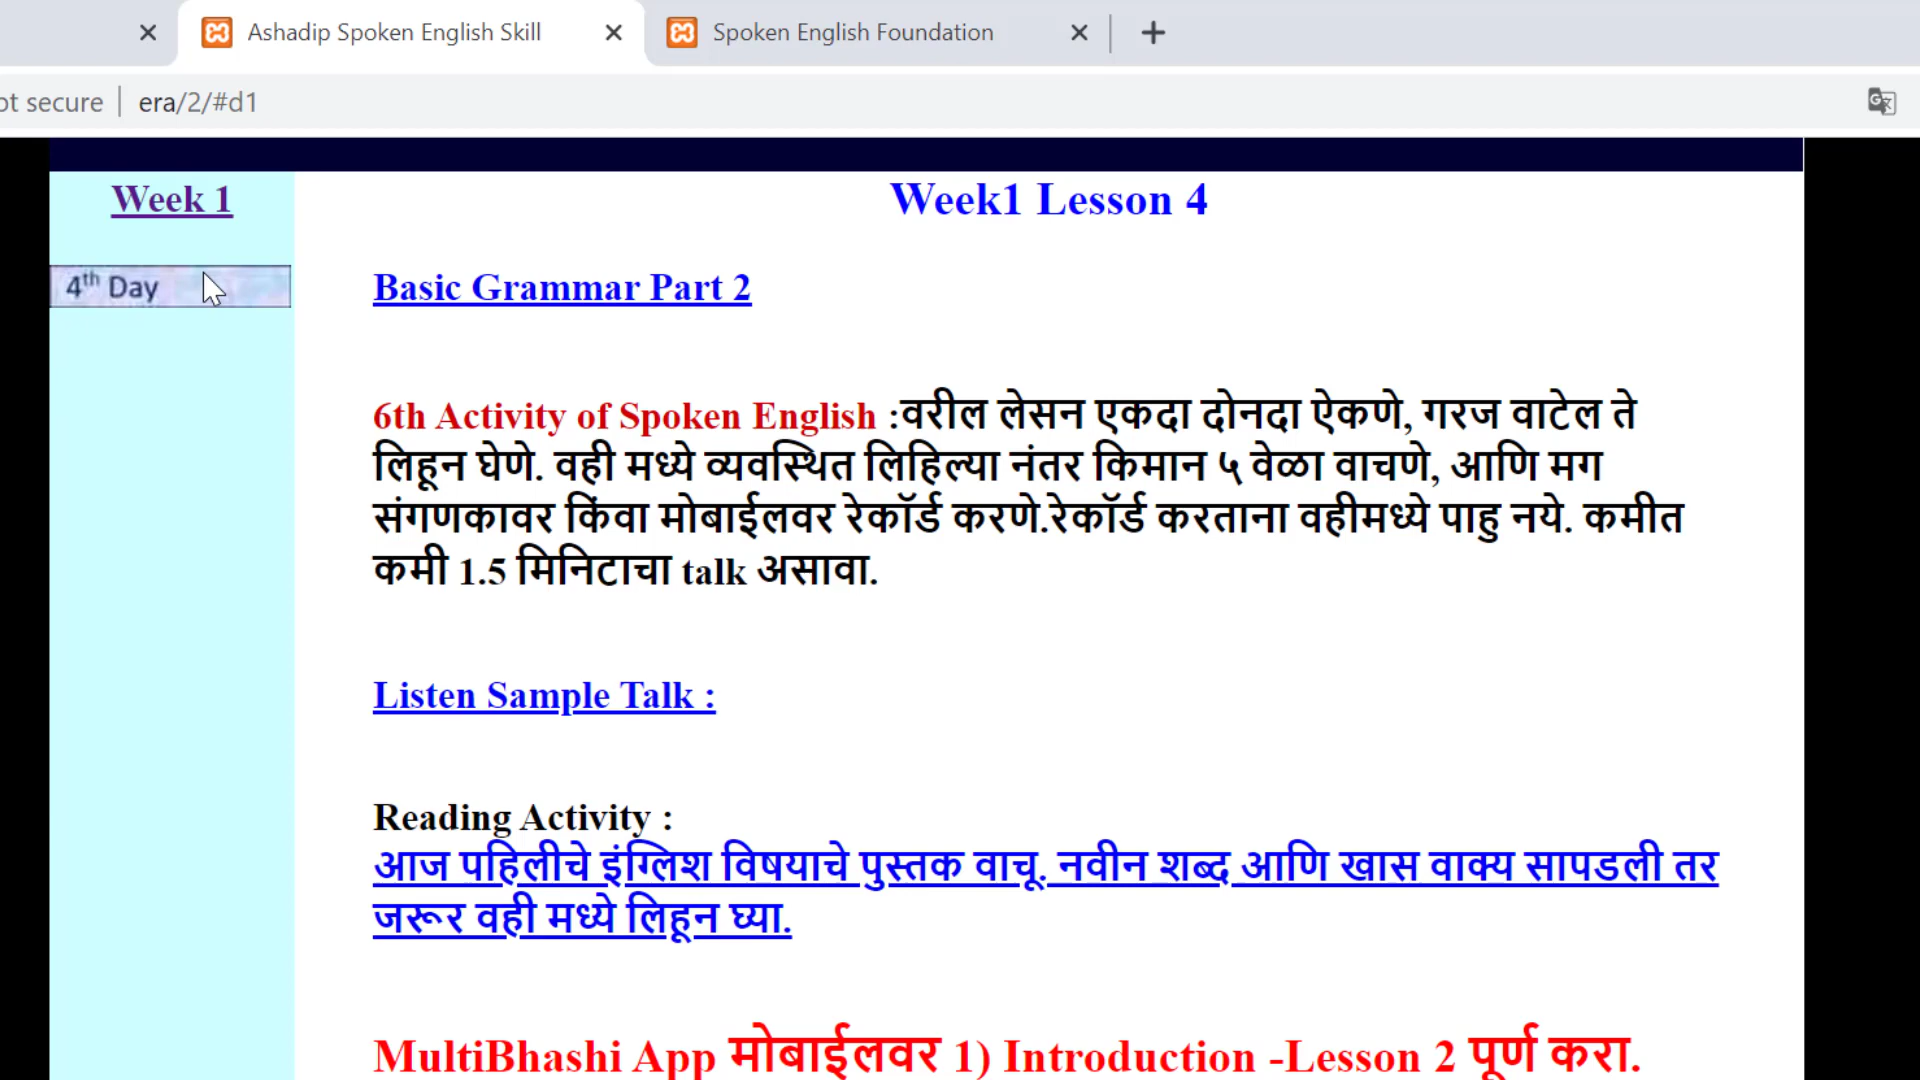 Ashadip Spoken English Skill
Spoken English Foundation
ot secure
era/2/#d1
Week 1
Week1 Lesson 4
4th Day
Basic Grammar Part 2
6th Activity of Spoken English :वरील लेसन एकदा दोनदा ऐकणे, गरज वाटेल ते
लिहून घेणे. वही मध्ये व्यवस्थित लिहिल्या नंतर किमान ५ वेळा वाचणे, आणि मग
संगणकावर किंवा मोबाईलवर रेकॉर्ड करणे.रेकॉर्ड करताना वहीमध्ये पाहु नये. कमीत
कमी 1.5 मिनिटाचा talk असावा.
Listen Sample Talk :
Reading Activity :
आज पहिलीचे इंग्लिश विषयाचे पुस्तक वाचू. नवीन शब्द आणि खास वाक्य सापडली तर
जरूर वही मध्ये लिहून घ्या.
MultiBhashi App मोबाईलवर 1) Introduction -Lesson 2 पूर्ण करा.